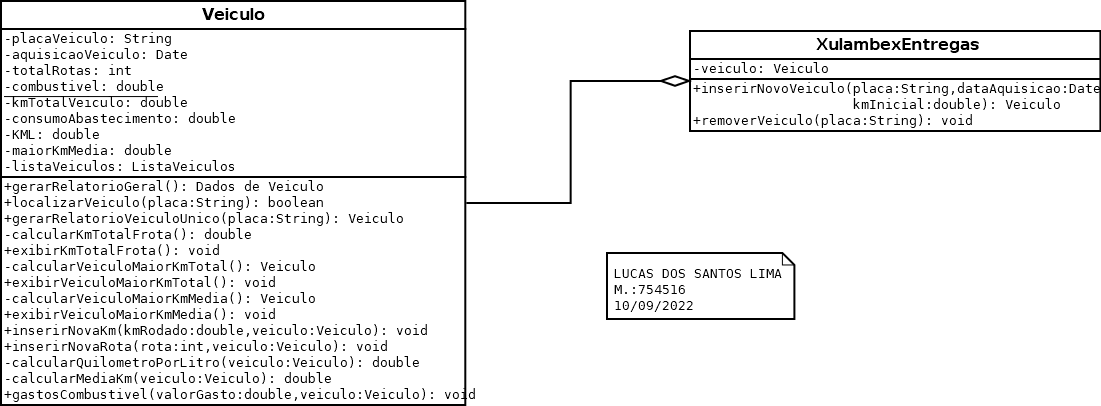 Veiculo
-placaVeiculo: String
-aquisicaoVeiculo: Date
-totalRotas: int
-combustivel: double
-kmTotalVeiculo: double
-consumoAbastecimento: double
-KML: double
-maiorKmMedia: double
-listaVeiculos: ListaVeiculos
+gerarRelatorioGeral(): Dados de Veiculo
+localizarVeiculo(placa:String): boolean
+gerarRelatorioVeiculoUnico(placa:String): Veiculo
-calcularKmTotalFrota(): double
+exibirKmTotalFrota(): void
-calcularVeiculoMaiorKmTotal(): Veiculo
+exibirVeiculoMaiorKmTotal(): void
-calcularVeiculoMaiorKmMedia(): Veiculo
+exibirVeiculoMaiorKmMedia(): void
+inserirNovaKm(kmRodado:double,veiculo:Veiculo): void
+inserirNovaRota(rota:int,veiculo:Veiculo): void
-calcularQuilometroPorLitro(veiculo:Veiculo): double
-calcularMediaKm(veiculo:Veiculo): double
+gastosCombustivel(valorGasto:double,veiculo:Veiculo): void
XulambexEntregas
-veiculo: Veiculo
+inserirNovoVeiculo(placa:String,dataAquisicao:Date
kmInicial:double): Veiculo
+removerVeiculo(placa:String): void
LUCAS DOS SANTOS LIMA
M.:754516
10/09/2022